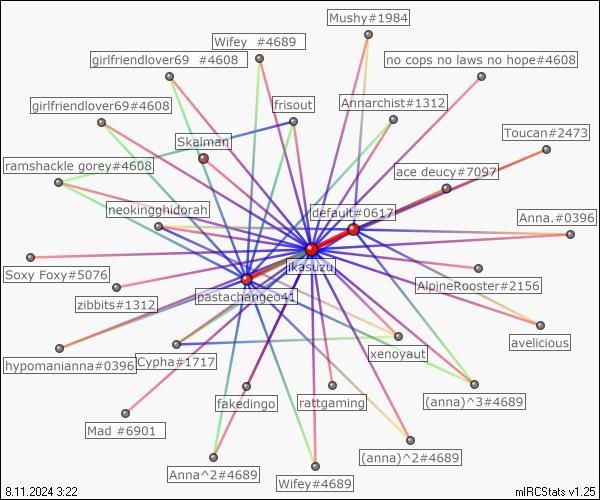 Mushy#1984
Wifey  #4689
girlfriendlover69  #4608
no cops no laws no hope#4608
girlfriendlover69#4608
frisout
Annarchist#1312
Toucan#2473
Skalman
ramshackle gorey#4608
ace deucy#7097
neokingghidorah
default#0617
Anna.#0396
jikasuzu
Soxy Foxy#5076
AlpineRooster#2156
pastachangeo41
zibbits#1312
avelicious
xenoyaut
hypomanianna#0396
Cypha#1717
fakedingo
rattgaming
(anna)^3#4689
Mad #6901
(anna)^2#4689
Anna^2#4689
Wifey#4689
8.11.2024 3:22
mIRCStats v1.25